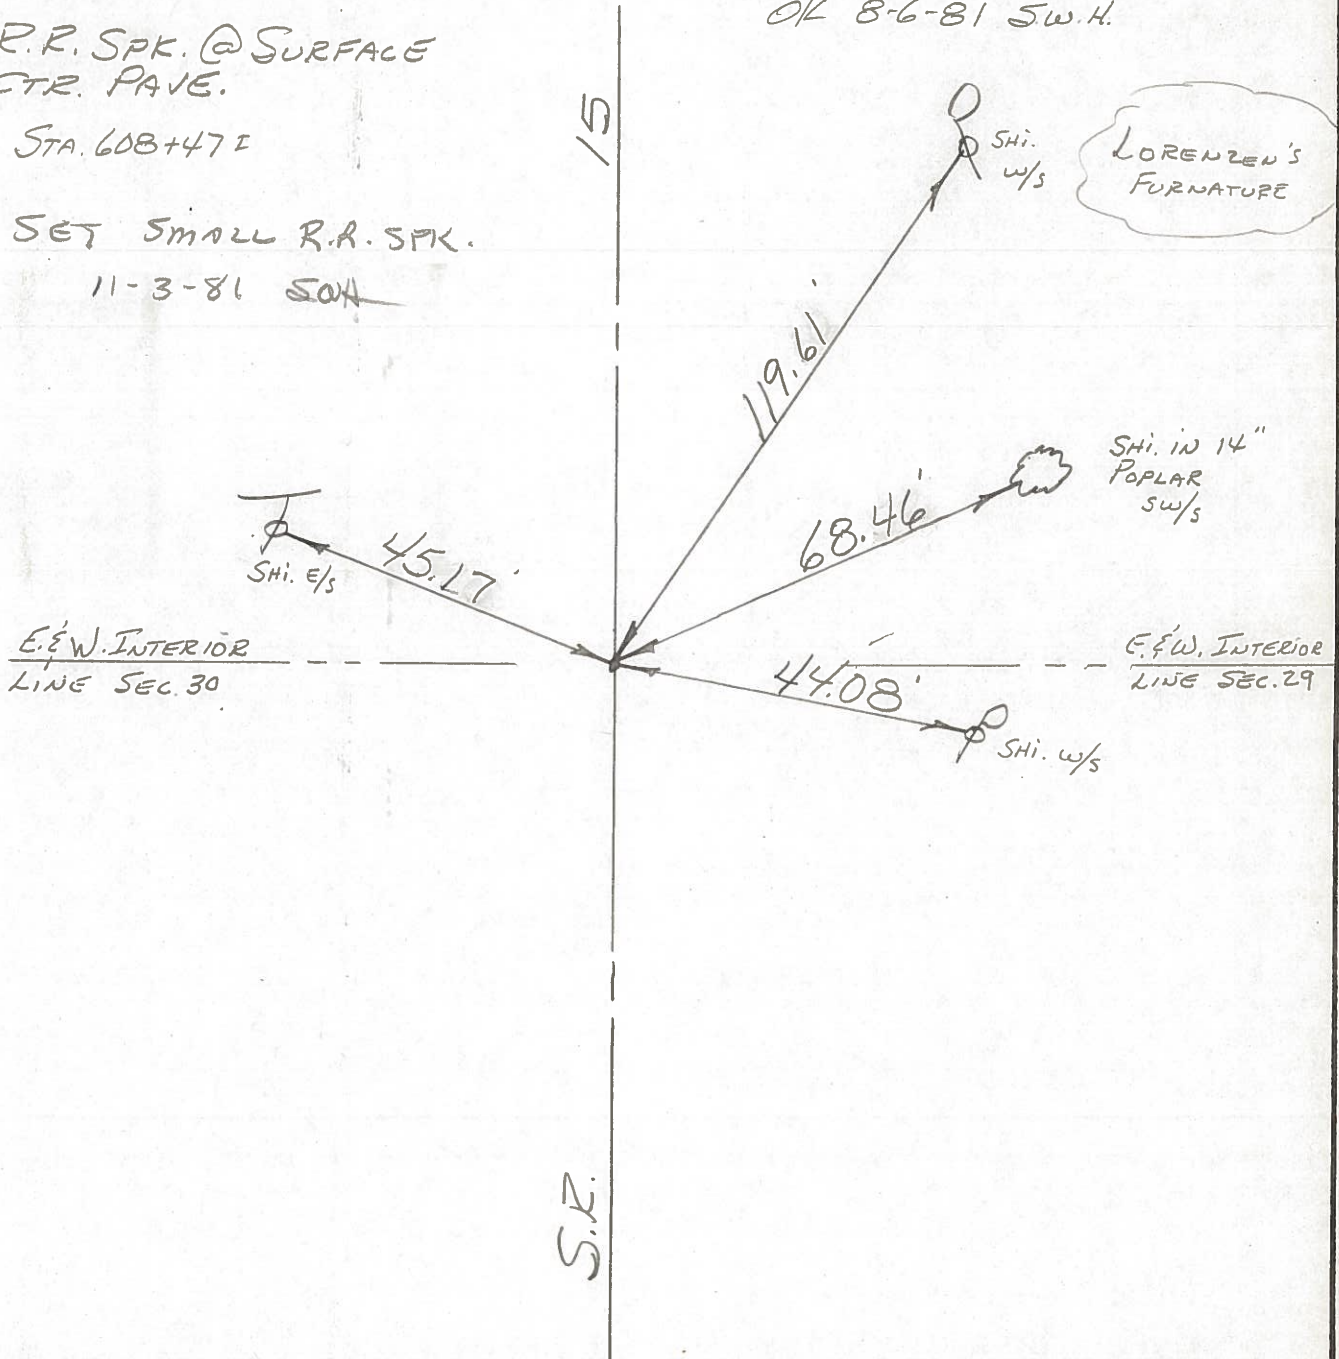 R.R. SPK. @ SURFACE
CTR. PAVE.
STA. 608+47±
SET SMALL R.R. SPK.
11-3-81 SWH
OK 8-6-81 S.W.H.
15
SHI.
W/S
LORENZEN'S
FURNATURE
119.61'
SHI. IN 14"
POPLAR
SW/S
68.46'
45.17'
SHI. E/S
E. & W. INTERIOR
LINE SEC. 30
E. & W. INTERIOR
LINE SEC. 29
44.08'
SHI. W/S
S.R.